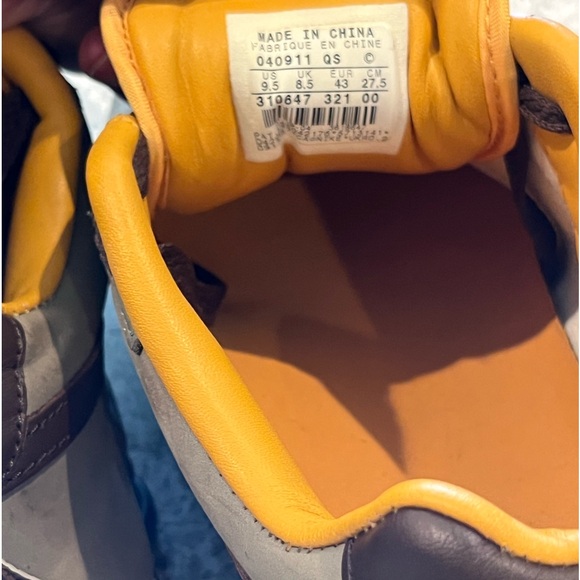 MADE IN CHINA
FABRIQUE EN CHINE
040911 QS ©
US UK EUR CM
9.5 8.5 43 27.5
310647 321 00